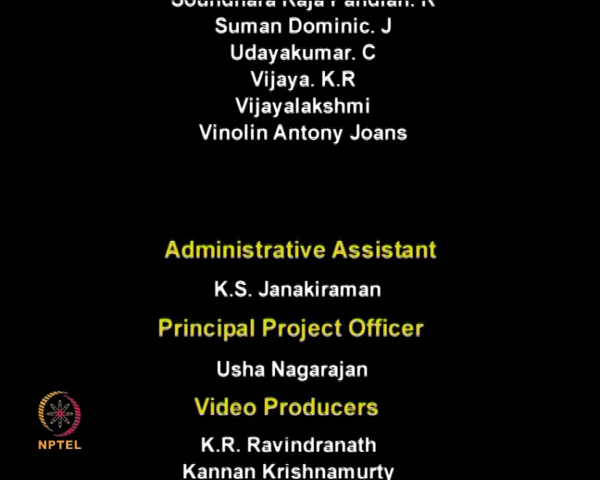 Soundhara Raja Pandian. R
Suman Dominic. J
Udayakumar. C
Vijaya. K.R
Vijayalakshmi
Vinolin Antony Joans
Administrative Assistant
K.S. Janakiraman
Principal Project Officer
Usha Nagarajan
Video Producers
K.R. Ravindranath
Kannan Krishnamurty
NPTEL